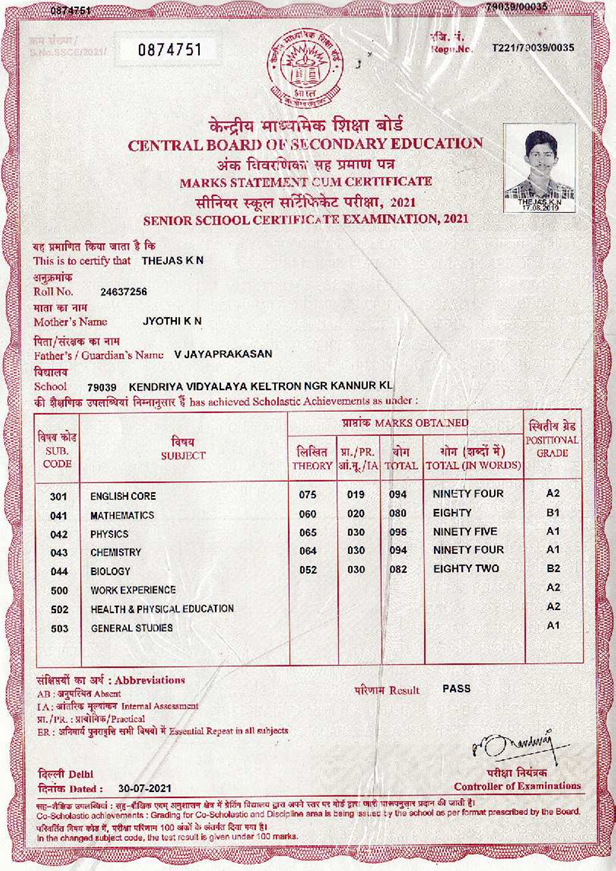 0874751
79039/00035
क्रम संख्या /
S.No.SSCE/2021/
0874751
रजि. सं.
Regn.No.
T221/79039/0035
भारत
केन्द्रीय माध्यमिक शिक्षा बोर्ड
CENTRAL BOARD OF SECONDARY EDUCATION
अंक विवरणिका सह प्रमाण पत्र
MARKS STATEMENT CUM CERTIFICATE
सीनियर स्कूल सर्टिफिकेट परीक्षा, 2021
SENIOR SCHOOL CERTIFICATE EXAMINATION, 2021
THEJAS K N
17.08.2019
यह प्रमाणित किया जाता है कि
This is to certify that THEJAS K N
अनुक्रमांक
Roll No. 24637256
माता का नाम
Mother's Name JYOTHI K N
पिता/संरक्षक का नाम
Father's / Guardian's Name V JAYAPRAKASAN
विद्यालय
School 79039 KENDRIYA VIDYALAYA KELTRON NGR KANNUR KL
की शैक्षणिक उपलब्धियां निम्नानुसार हैं has achieved Scholastic Achievements as under :
विषय कोड
SUB.
CODE
विषय
SUBJECT
प्राप्तांक MARKS OBTAINED
लिखित
THEORY
प्रा./PR.
आं.मू./IA
योग
TOTAL
योग (शब्दों में)
TOTAL (IN WORDS)
स्थितीय ग्रेड
POSITIONAL
GRADE
301 ENGLISH CORE 075 019 094 NINETY FOUR A2
041 MATHEMATICS 060 020 080 EIGHTY B1
042 PHYSICS 065 030 095 NINETY FIVE A1
043 CHEMISTRY 064 030 094 NINETY FOUR A1
044 BIOLOGY 052 030 082 EIGHTY TWO B2
500 WORK EXPERIENCE A2
502 HEALTH & PHYSICAL EDUCATION A2
503 GENERAL STUDIES A1
संक्षिप्तियों का अर्थ : Abbreviations
AB : अनुपस्थित Absent
IA : आंतरिक मूल्यांकन Internal Assessment
प्रा./PR. : प्रायोगिक/Practical
ER : अनिवार्य पुनरावृत्ति सभी विषयों में Essential Repeat in all subjects
परिणाम Result PASS
दिल्ली Delhi
दिनांक Dated : 30-07-2021
परीक्षा नियंत्रक
Controller of Examinations
सह-शैक्षिक उपलब्धियां : सह-शैक्षिक एवम् अनुशासन क्षेत्र में ग्रेडिंग विद्यालय द्वारा अपने स्तर पर बोर्ड द्वारा जारी प्रारूपनुसार प्रदान की जाती है।
Co-Scholastic achievements : Grading for Co-Scholastic and Discipline area is being issued by the school as per format prescribed by the Board.
परिवर्तित विषय कोड में, परीक्षा परिणाम 100 अंकों के अंतर्गत दिया गया है।
In the changed subject code, the test result is given under 100 marks.